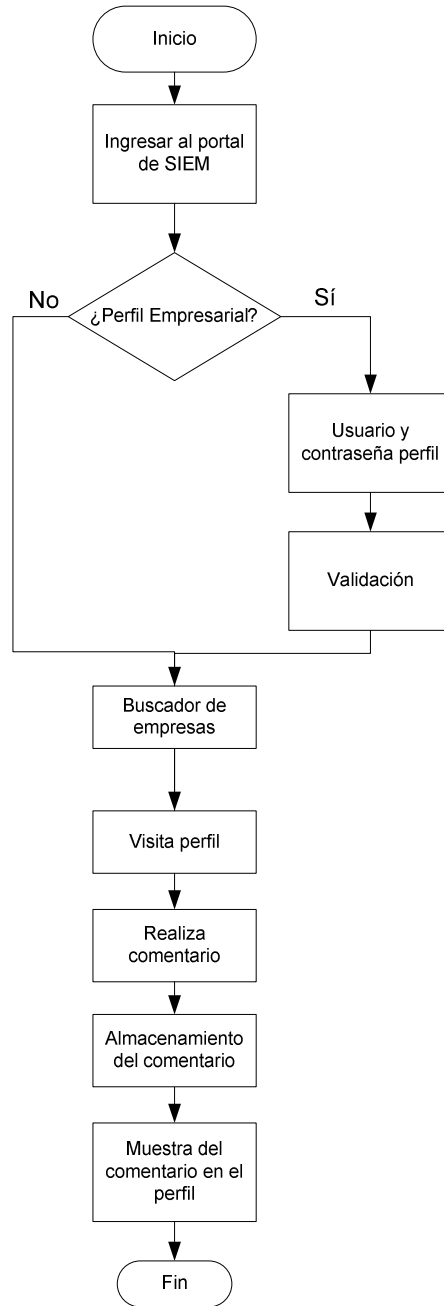 Inicio
Ingresar al portal
de SIEM
¿Perfil Empresarial?
No
Sí
Usuario y
contraseña perfil
Validación
Buscador de
empresas
Visita perfil
Realiza
comentario
Almacenamiento
del comentario
Muestra del
comentario en el
perfil
Fin